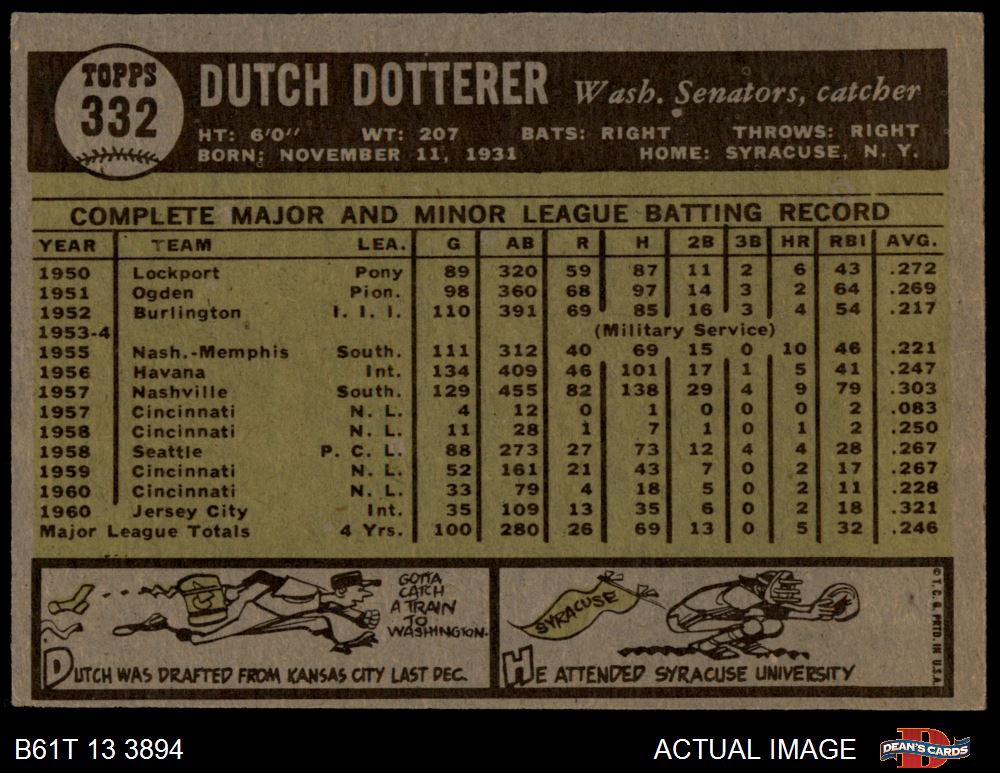 TOPPS
332
DUTCH DOTTERER Wash. Senators, catcher
HT: 6'0" WT: 207 BATS: RIGHT THROWS: RIGHT
BORN: NOVEMBER 11, 1931 HOME: SYRACUSE, N. Y.
COMPLETE MAJOR AND MINOR LEAGUE BATTING RECORD
YEAR TEAM LEA. G AB R H 2B 3B HR RBI AVG.
1950 Lockport Pony 89 320 59 87 11 2 6 43 .272
1951 Ogden Pion. 98 360 68 97 14 3 2 64 .269
1952 Burlington I. I. I. 110 391 69 85 16 3 4 54 .217
1953-4 (Military Service)
1955 Nash.-Memphis South. 111 312 40 69 15 0 10 46 .221
1956 Havana Int. 134 409 46 101 17 1 5 41 .247
1957 Nashville South. 129 455 82 138 29 4 9 79 .303
1957 Cincinnati N. L. 4 12 0 1 0 0 0 2 .083
1958 Cincinnati N. L. 11 28 1 7 1 0 1 2 .250
1958 Seattle P. C. L. 88 273 27 73 12 4 4 28 .267
1959 Cincinnati N. L. 52 161 21 43 7 0 2 17 .267
1960 Cincinnati N. L. 33 79 4 18 5 0 2 11 .228
1960 Jersey City Int. 35 109 13 35 6 0 2 18 .321
Major League Totals 4 Yrs. 100 280 26 69 13 0 5 32 .246
GOTTA
CATCH
A TRAIN
TO
WASHINGTON.
DUTCH WAS DRAFTED FROM KANSAS CITY LAST DEC.
SYRACUSE
HE ATTENDED SYRACUSE UNIVERSITY
© T. C. G. PRTD. IN U.S.A.
B61T 13 3894 ACTUAL IMAGE
DEAN'S CARDS